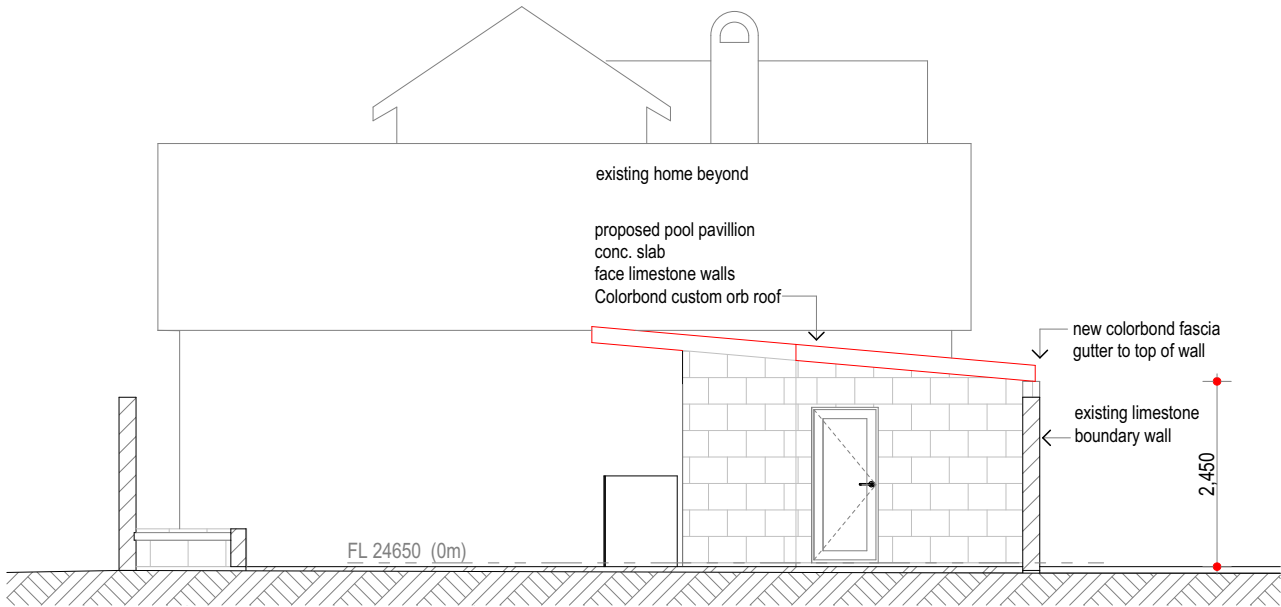 existing home beyond
proposed pool pavillion
conc. slab
face limestone walls
Colorbond custom orb roof
new colorbond fascia
gutter to top of wall
existing limestone
boundary wall
2,450
FL 24650 (0m)